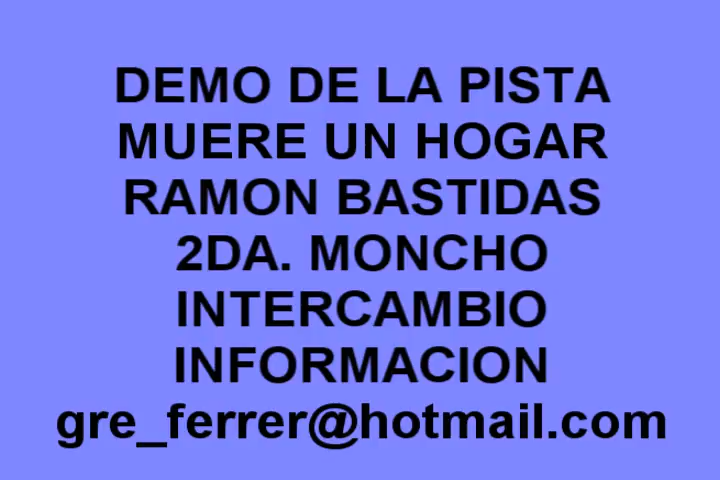 DEMO DE LA PISTA
MUERE UN HOGAR
RAMON BASTIDAS
2DA. MONCHO
INTERCAMBIO
INFORMACION
gre_ferrer@hotmail.com